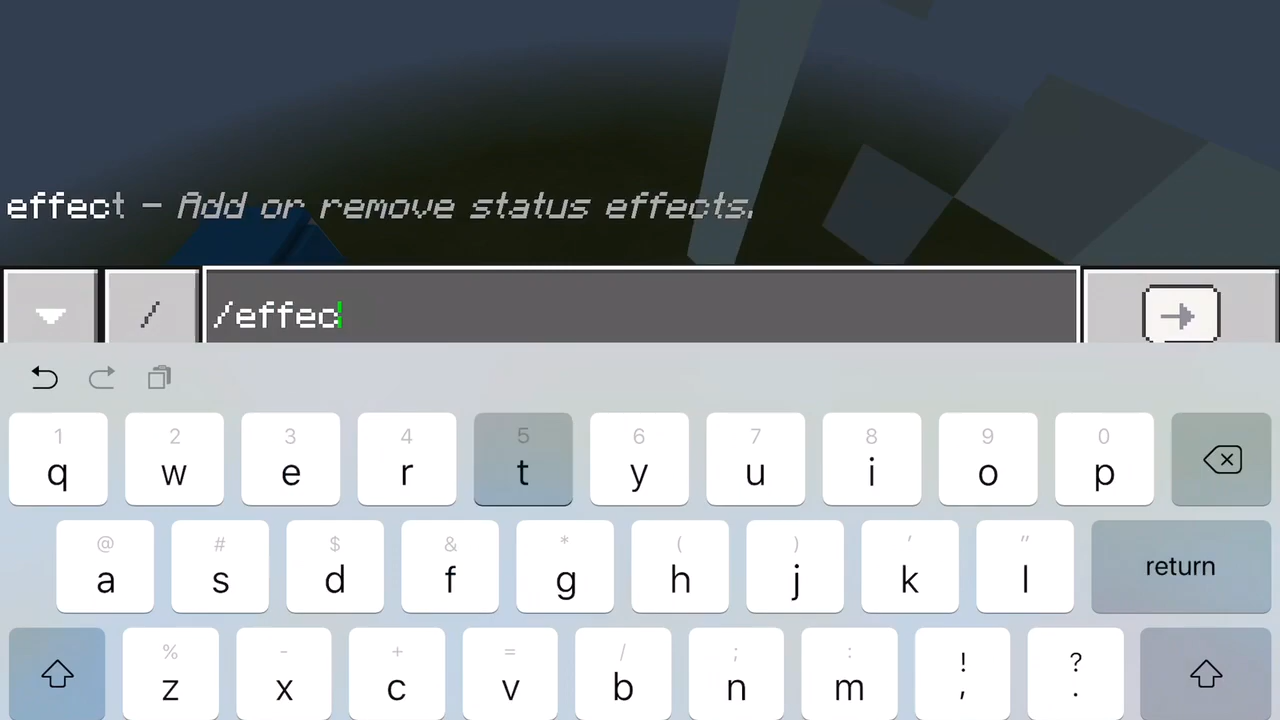 effect – Add or remove status effects.
/ /effec
1 2 3 4 5 6 7 8 9 0
q w e r t y u i o p
@ # $ & * ( ) ' "
a s d f g h j k l return
% - + = / ; : ! ?
z x c v b n m , .